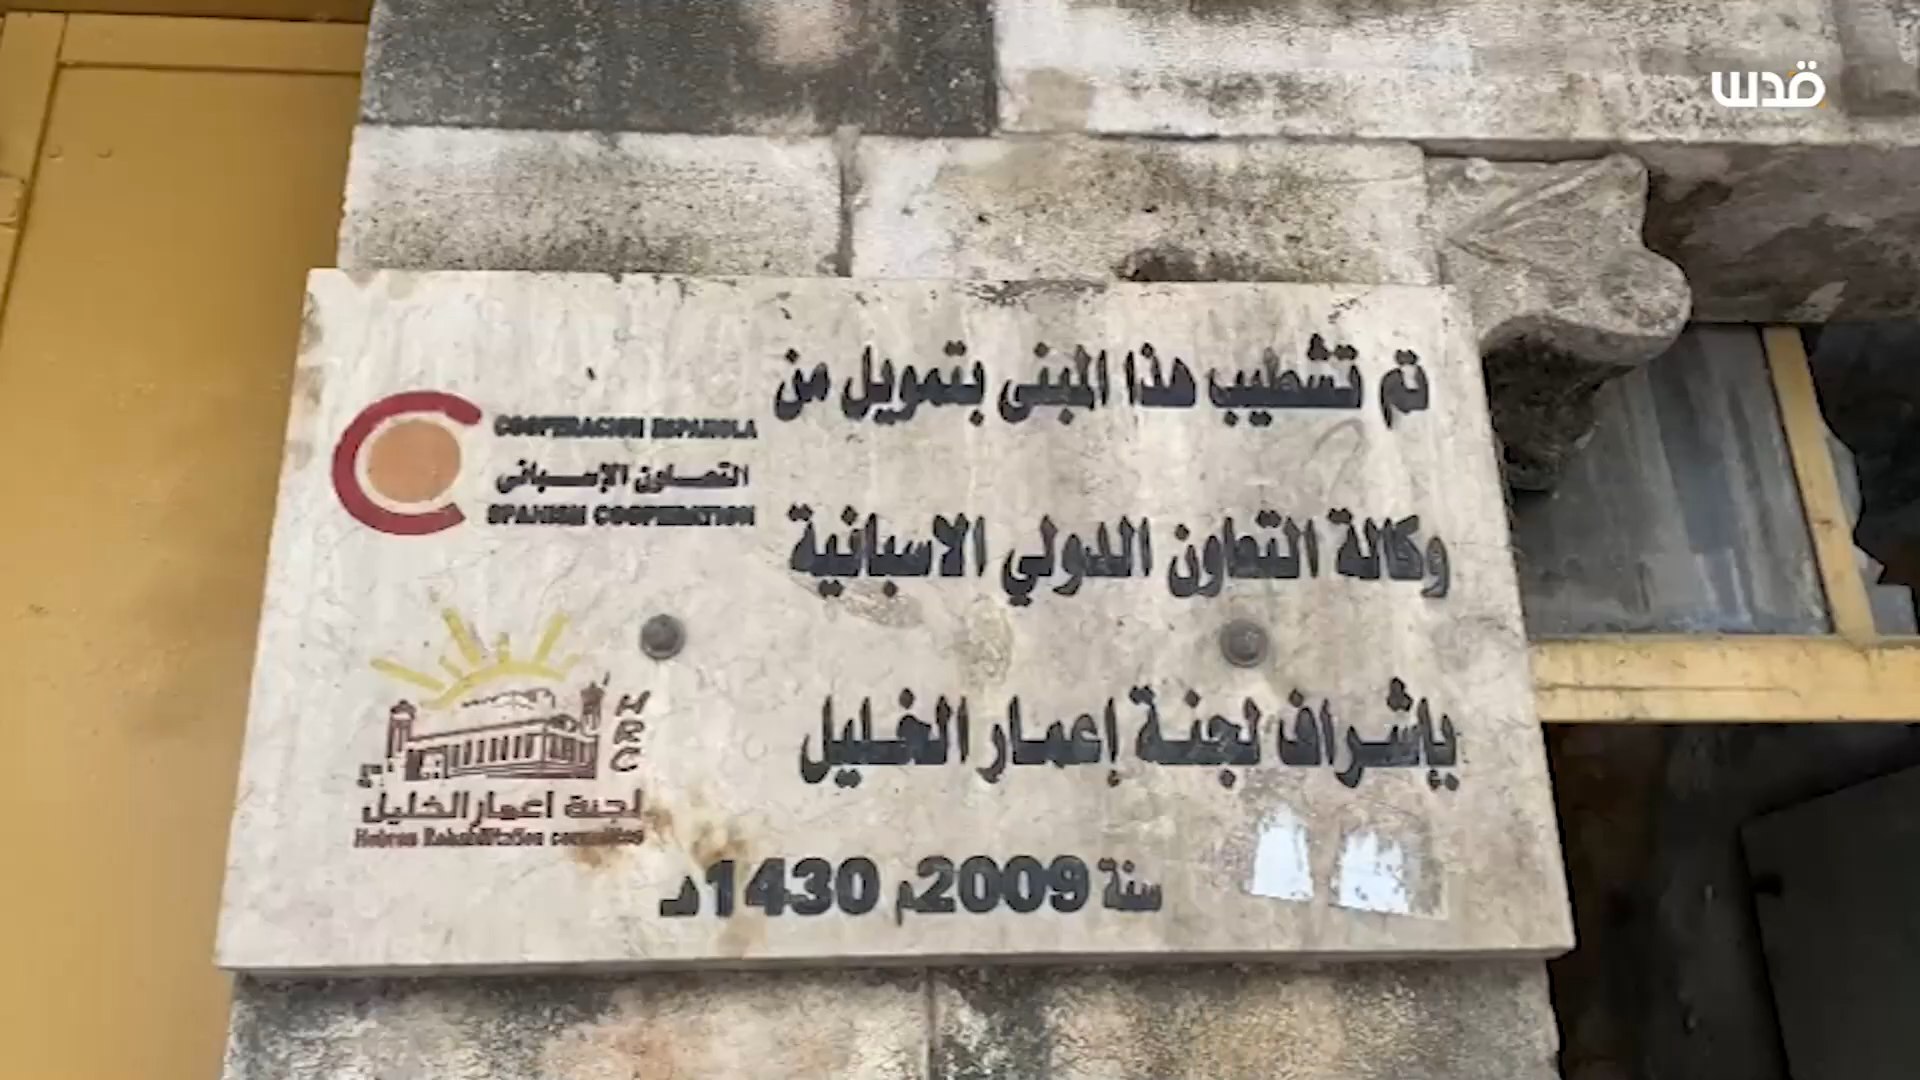 قدس
تم تشطيب هذا المبنى بتمويل من
وكالة التعاون الدولي الاسبانية
بإشراف لجنة إعمار الخليل
سنة 2009م 1430هـ
COOPERACION ESPAÑOLA
التعاون الإسباني
SPANISH COOPERATION
HRC
لجنة اعمار الخليل
Hebron Rehabilitation committee